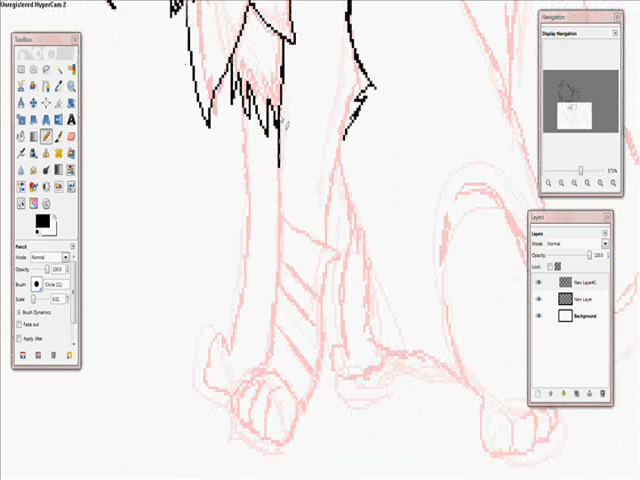 Unregistered HyperCam 2
Toolbox
Pencil
Mode: Normal
Opacity: 100.0
Brush: Circle (11)
Scale: 0.01
Brush Dynamics
Fade out
Apply Jitter
Navigation
Display Navigation
Layers
Layers
Mode: Normal
Opacity: 100.0
Lock:
New Layer#1
New Layer
Background